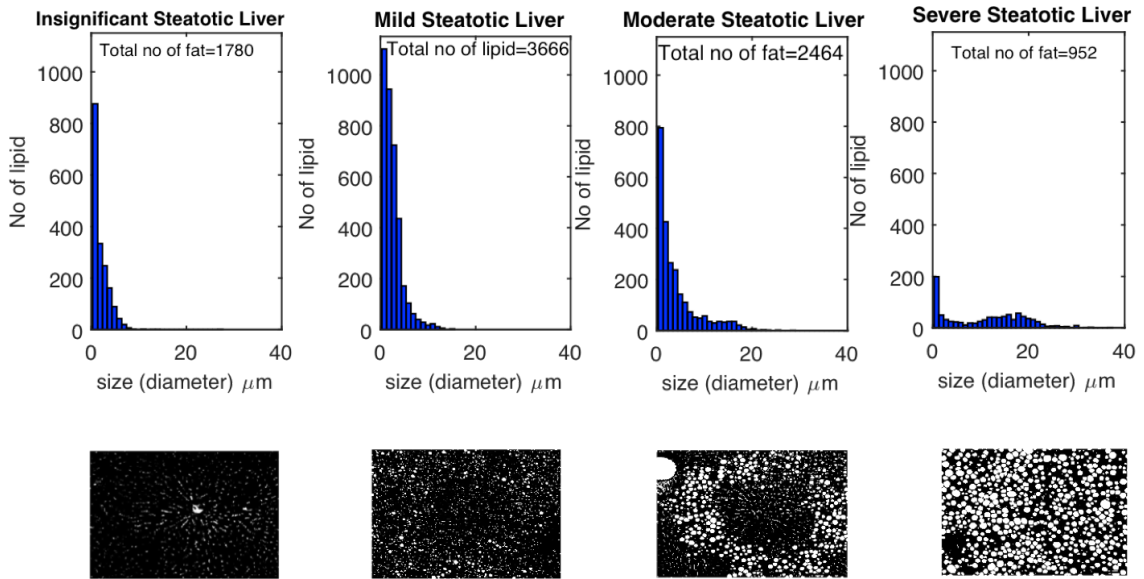 Insignificant Steatotic Liver
Total no of fat=1780
No of lipid
1000
800
600
400
200
0
0 20 40
size (diameter) μm
Mild Steatotic Liver
Total no of lipid=3666
No of lipid
1000
800
600
400
200
0
0 20 40
size (diameter) μm
Moderate Steatotic Liver
Total no of fat=2464
No of lipid
1000
800
600
400
200
0
0 20 40
size (diameter) μm
Severe Steatotic Liver
Total no of fat=952
No of lipid
1000
800
600
400
200
0
0 20 40
size (diameter) μm